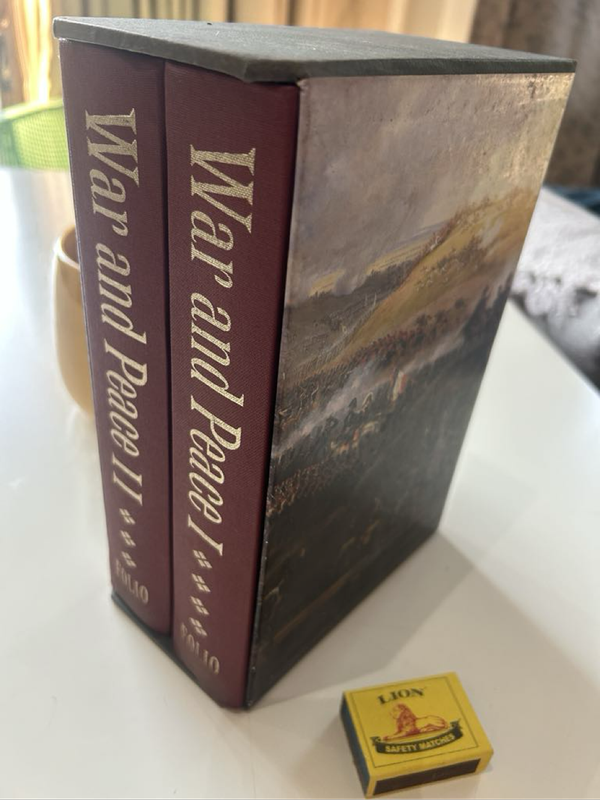 War and Peace II
FOLIO
War and Peace I
FOLIO
LION
SAFETY MATCHES